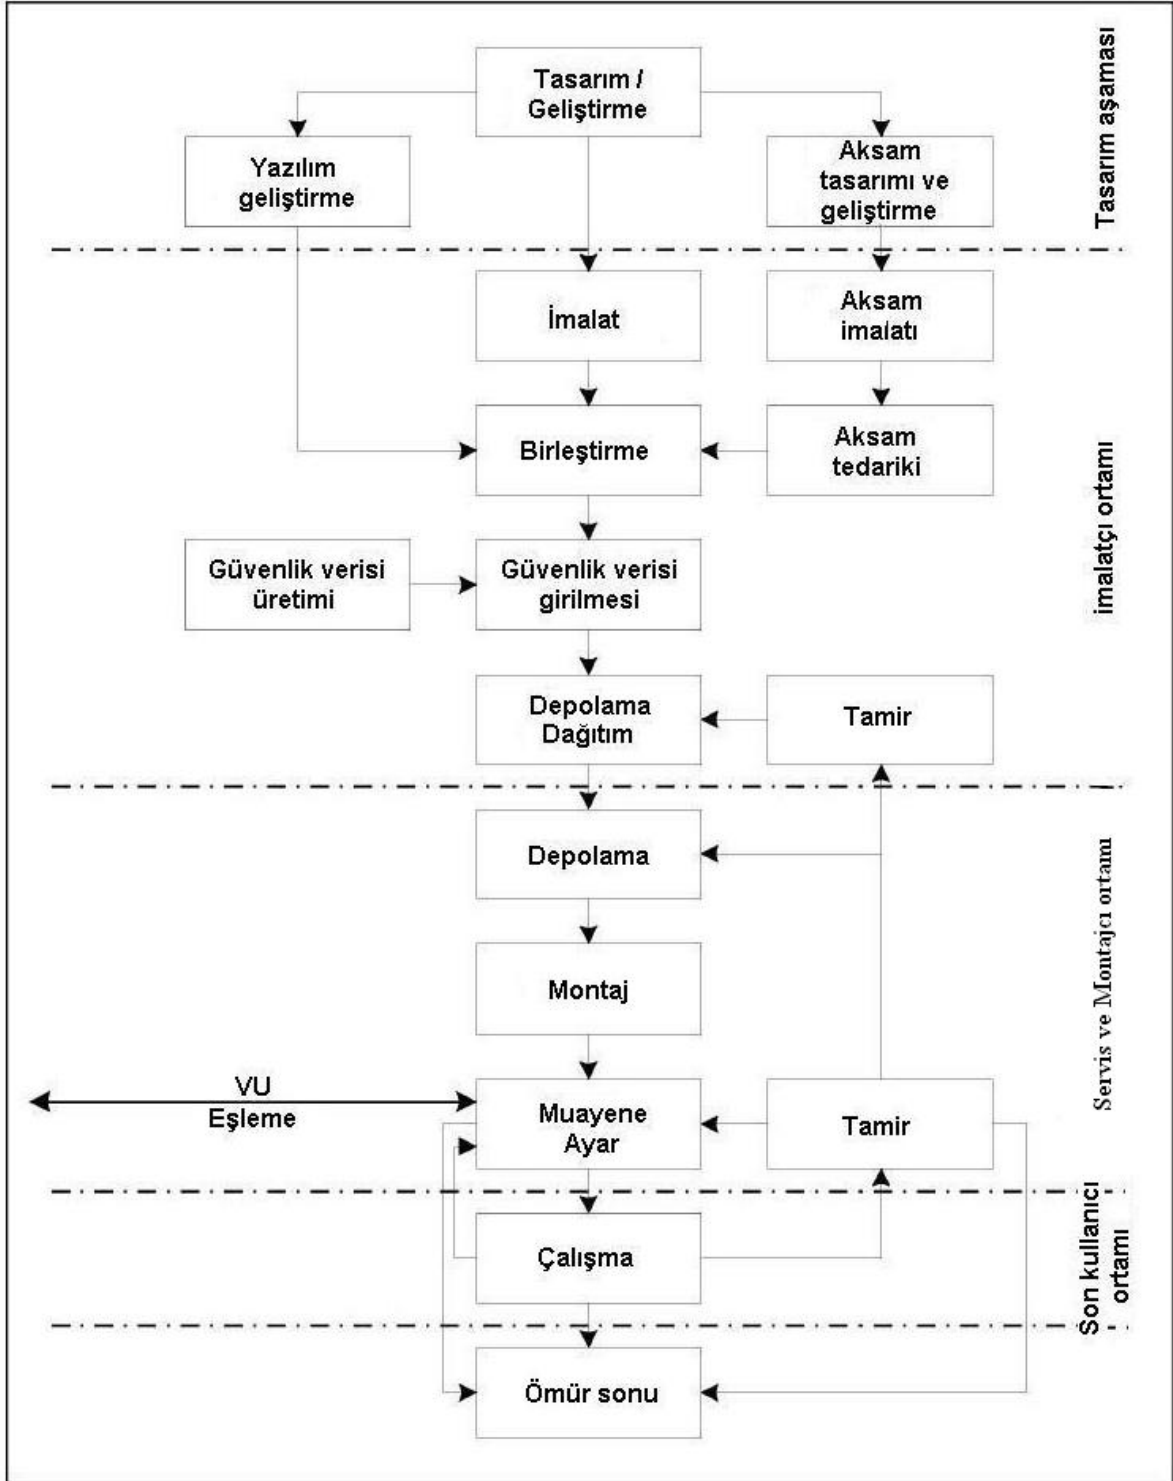 Tasarım /
Geliştirme
Yazılım
geliştirme
Aksam
tasarımı ve
geliştirme
Tasarım aşaması
İmalat
Aksam
imalatı
Birleştirme
Aksam
tedariki
Güvenlik verisi
üretimi
Güvenlik verisi
girilmesi
Depolama
Dağıtım
Tamir
imalatçı ortamı
Depolama
Montaj
VU
Eşleme
Muayene
Ayar
Tamir
Servis ve Montajcı ortamı
Çalışma
Son kullanıcı
ortamı
Ömür sonu